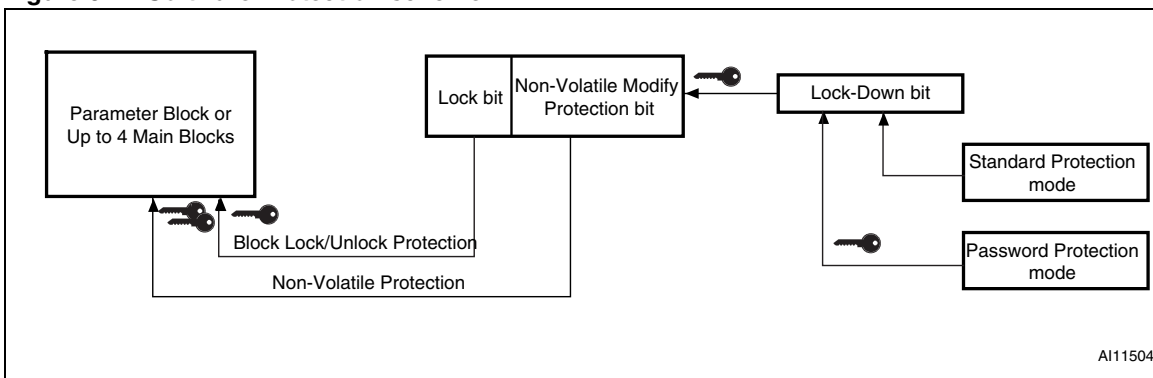 Parameter Block or
Up to 4 Main Blocks
Lock bit
Non-Volatile Modify
Protection bit
Lock-Down bit
Standard Protection
mode
Password Protection
mode
Block Lock/Unlock Protection
Non-Volatile Protection
AI11504